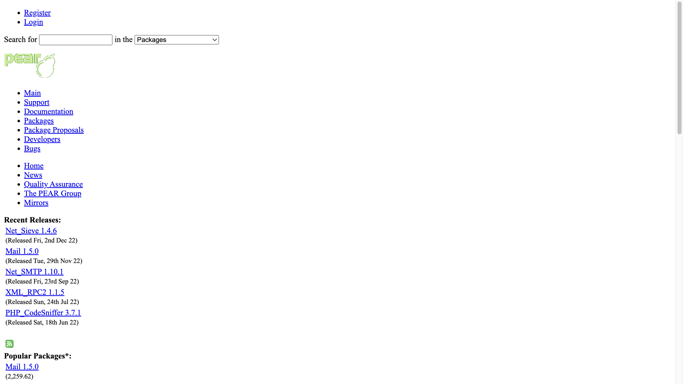 Register
Login
Search for in the Packages
pear
Main
Support
Documentation
Packages
Package Proposals
Developers
Bugs
Home
News
Quality Assurance
The PEAR Group
Mirrors
Recent Releases:
Net_Sieve 1.4.6
(Released Fri, 2nd Dec 22)
Mail 1.5.0
(Released Tue, 29th Nov 22)
Net_SMTP 1.10.1
(Released Fri, 23rd Sep 22)
XML_RPC2 1.1.5
(Released Sun, 24th Jul 22)
PHP_CodeSniffer 3.7.1
(Released Sat, 18th Jun 22)
Popular Packages*:
Mail 1.5.0
(2,259.62)